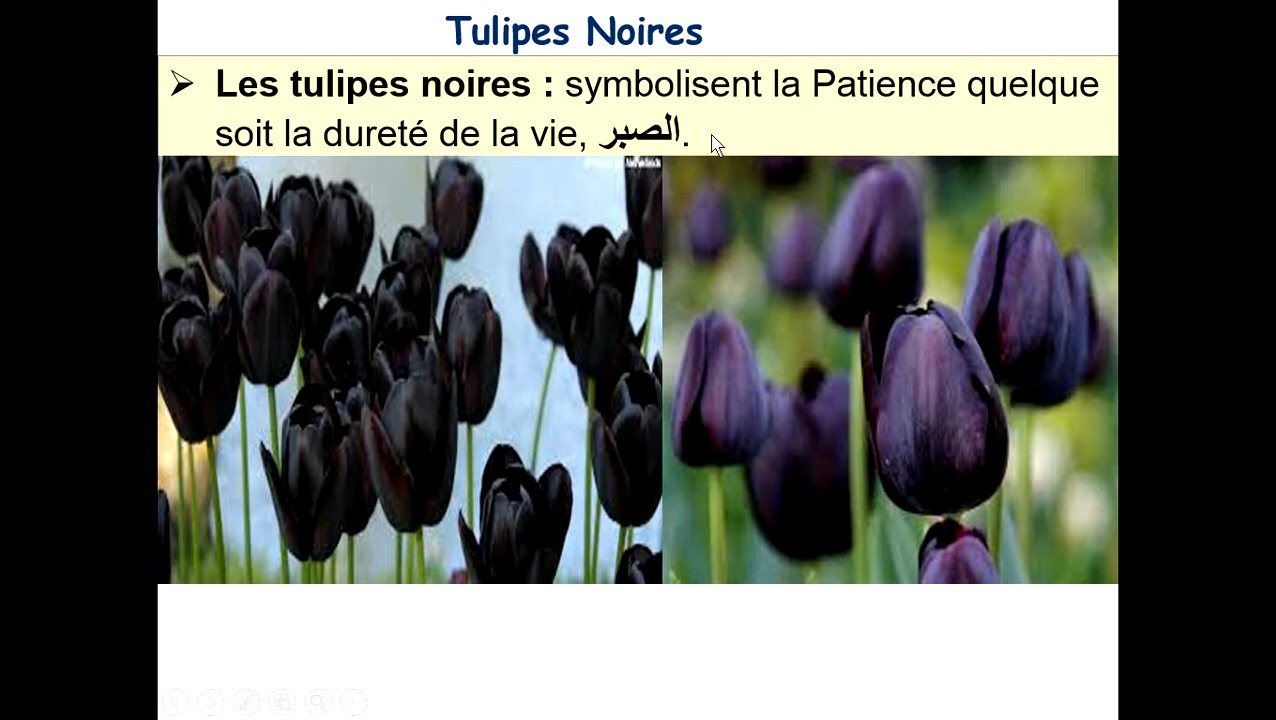 Tulipes Noires
➢ Les tulipes noires : symbolisent la Patience quelque
soit la dureté de la vie, الصبر.